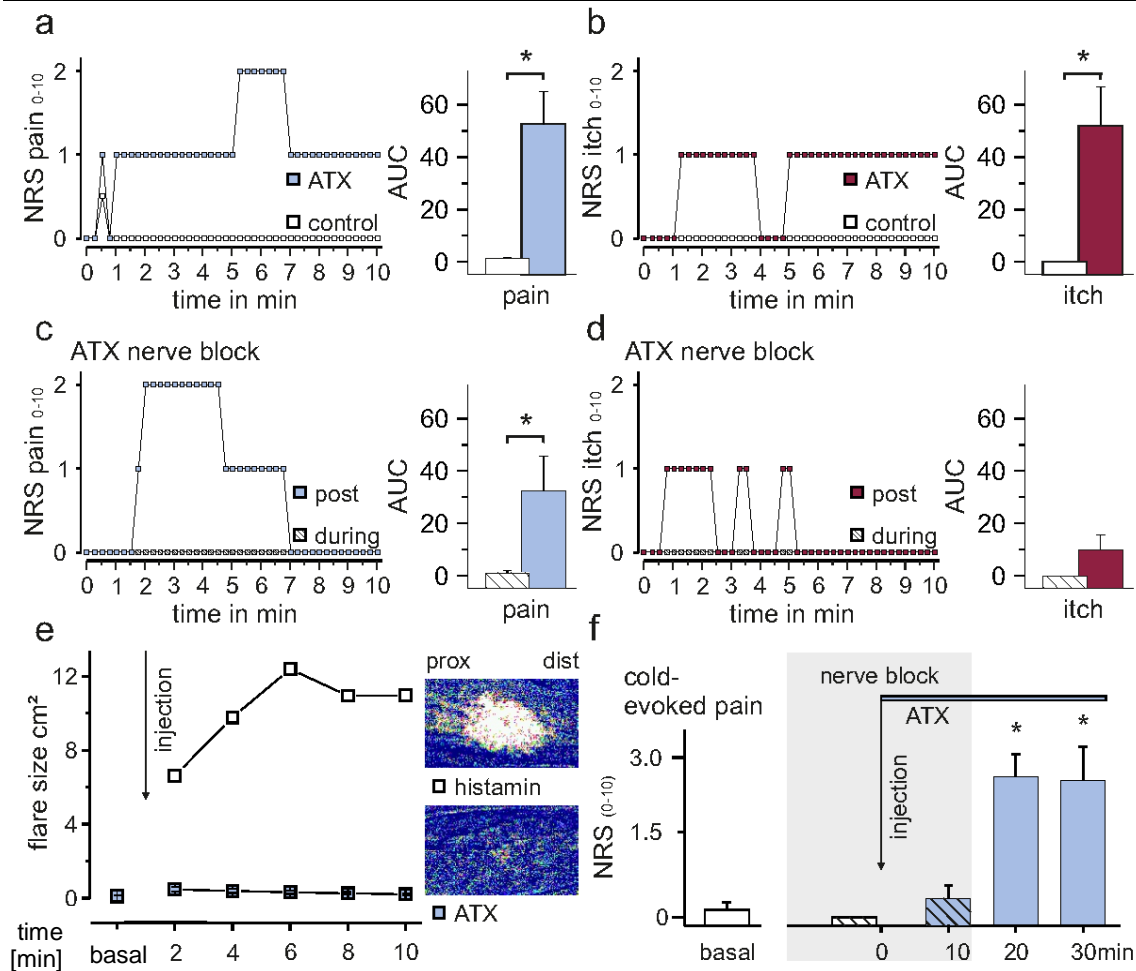 a
2
1
0
NRS pain 0-10
ATX
control
0 1 2 3 4 5 6 7 8 9 10
time in min
60
40
20
0
AUC
*
pain
b
2
1
0
NRS itch 0-10
ATX
control
0 1 2 3 4 5 6 7 8 9 10
time in min
60
40
20
0
AUC
*
itch
c
ATX nerve block
2
1
0
NRS pain 0-10
post
during
0 1 2 3 4 5 6 7 8 9 10
time in min
60
40
20
0
AUC
*
pain
d
ATX nerve block
2
1
0
NRS itch 0-10
post
during
0 1 2 3 4 5 6 7 8 9 10
time in min
60
40
20
0
AUC
itch
e
12
8
4
0
flare size cm²
injection
prox dist
histamin
ATX
time
[min]
basal 2 4 6 8 10
f
cold-
evoked pain
nerve block
ATX
* *
3.0
1.5
0
NRS (0-10)
injection
basal 0 10 20 30min